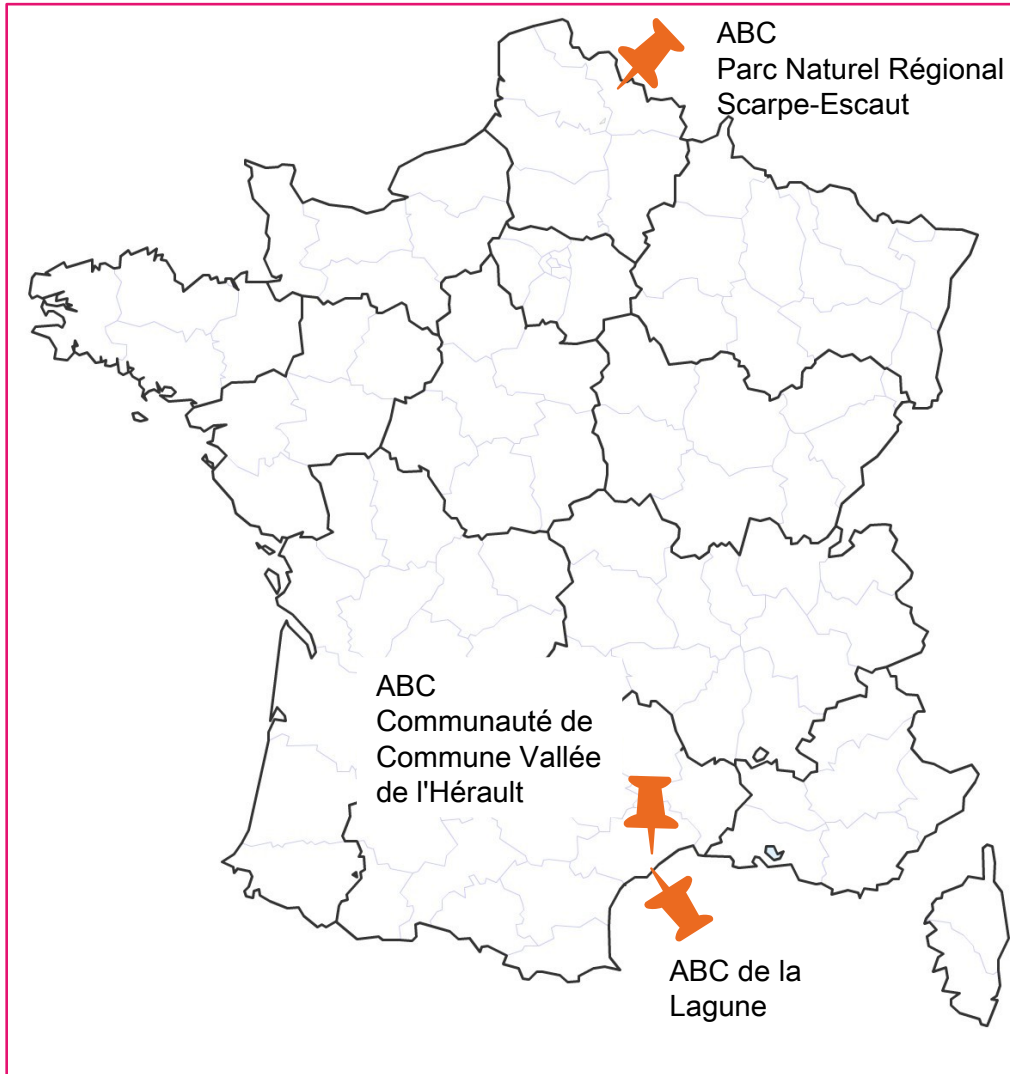 ABC
Parc Naturel Régional
Scarpe-Escaut
ABC
Communauté de
Commune Vallée
de l'Hérault
ABC de la
Lagune